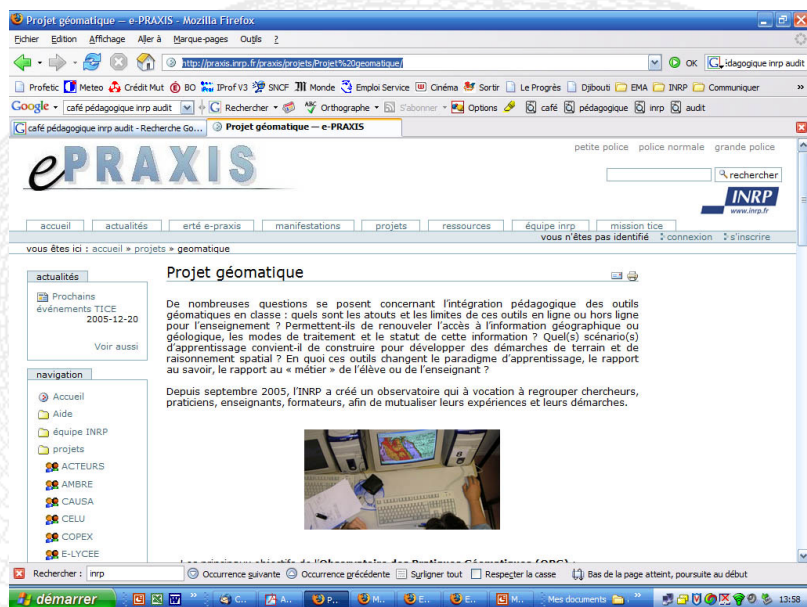 Projet géomatique — e-PRAXIS - Mozilla Firefox
Fichier Edition Affichage Aller à Marque-pages Outils ?
http://praxis.inrp.fr/praxis/projets/Projet%20geomatique/ OK idagogique inrp audit
Profetic Meteo Crédit Mut BO IProf V3 SNCF Monde Emploi Service Cinéma Sortir Le Progrès Djibouti EMA INRP Communiquer »
Google café pédagogique inrp audit Rechercher Orthographe S'abonner Options café pédagogique inrp audit
café pédagogique inrp audit - Recherche Go... Projet géomatique — e-PRAXIS
petite police police normale grande police
ePRAXIS
rechercher
INRP
www.inrp.fr
accueil actualités erté e-praxis manifestations projets ressources équipe inrp mission tice
vous n'êtes pas identifié connexion s'inscrire
vous êtes ici : accueil » projets » geomatique
actualités
Prochains
événements TICE
2005-12-20
Voir aussi
navigation
Accueil
Aide
équipe INRP
projets
ACTEURS
AMBRE
CAUSA
CELU
COPEX
E-LYCEE
Projet géomatique
De nombreuses questions se posent concernant l'intégration pédagogique des outils
géomatiques en classe : quels sont les atouts et les limites de ces outils en ligne ou hors ligne
pour l'enseignement ? Permettent-ils de renouveler l'accès à l'information géographique ou
géologique, les modes de traitement et le statut de cette information ? Quel(s) scénario(s)
d'apprentissage convient-il de construire pour développer des démarches de terrain et de
raisonnement spatial ? En quoi ces outils changent le paradigme d'apprentissage, le rapport
au savoir, le rapport au « métier » de l'élève ou de l'enseignant ?
Depuis septembre 2005, l'INRP a créé un observatoire qui à vocation à regrouper chercheurs,
praticiens, enseignants, formateurs, afin de mutualiser leurs expériences et leurs démarches.
Les principaux objectifs de l'Observatoire des Pratiques Géomatiques (OPG) :
Rechercher : inrp Occurrence suivante Occurrence précédente Surligner tout Respecter la casse Bas de la page atteint, poursuite au début
démarrer » C.. A.. P.. M.. E.. E.. M.. Mes documents » 13:58